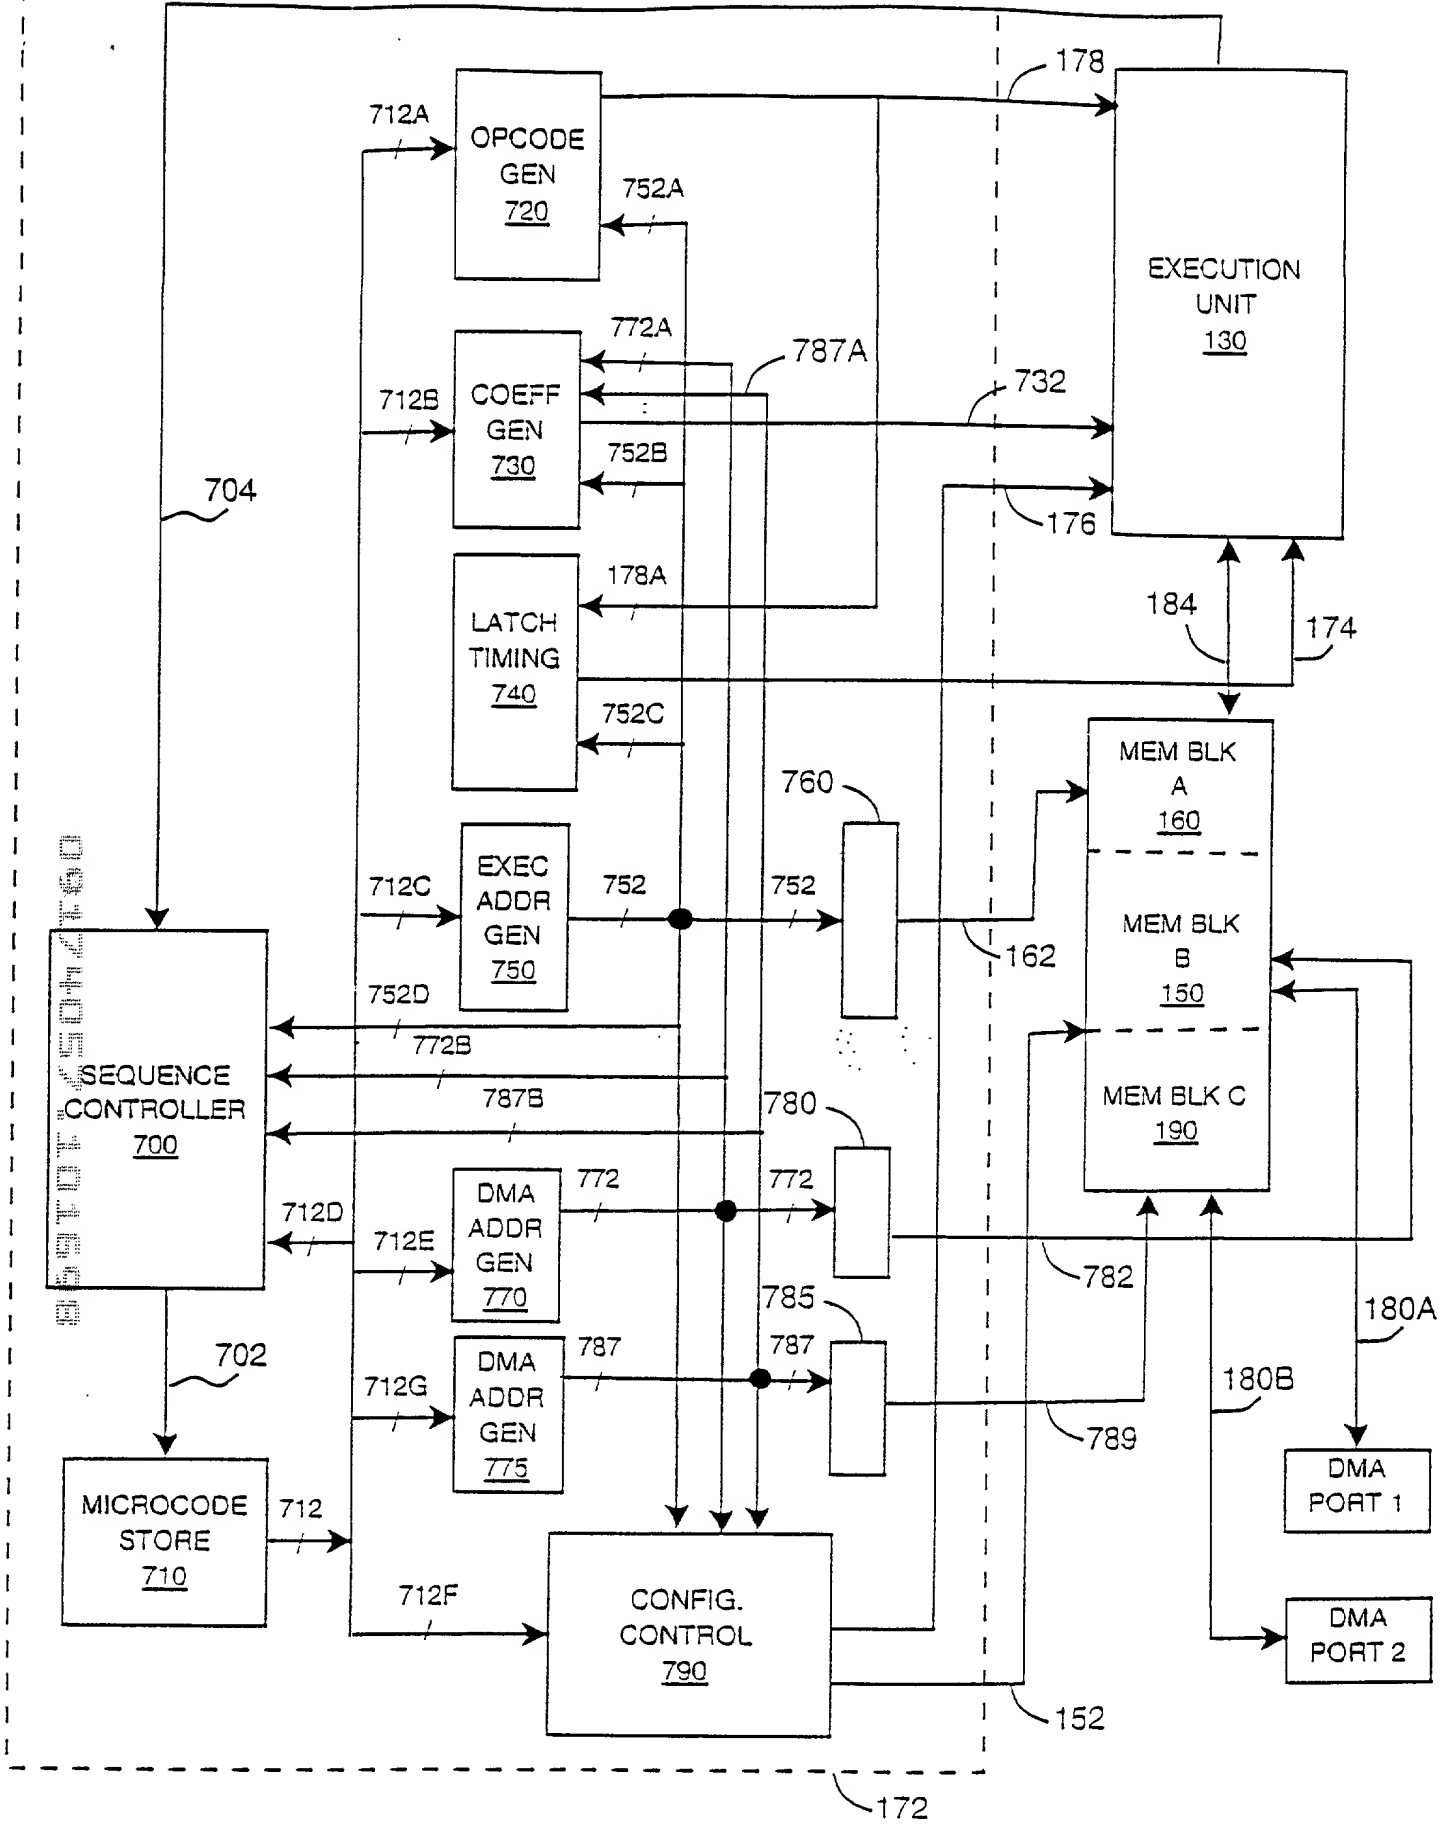 178
712A
OPCODE
GEN
720
752A
EXECUTION
UNIT
130
772A
787A
732
712B
COEFF
GEN
730
752B
704
176
178A
LATCH
TIMING
740
184
174
752C
MEM BLK
A
160
760
EXEC
ADDR
GEN
750
712C
752
752
162
MEM BLK
B
150
752D
772B
787B
SEQUENCE
CONTROLLER
700
780
MEM BLK C
190
712D
712E
DMA
ADDR
GEN
770
772
772
782
785
180A
702
712G
DMA
ADDR
GEN
775
787
787
180B
789
DMA
PORT 1
MICROCODE
STORE
710
712
712F
CONFIG.
CONTROL
790
DMA
PORT 2
152
172